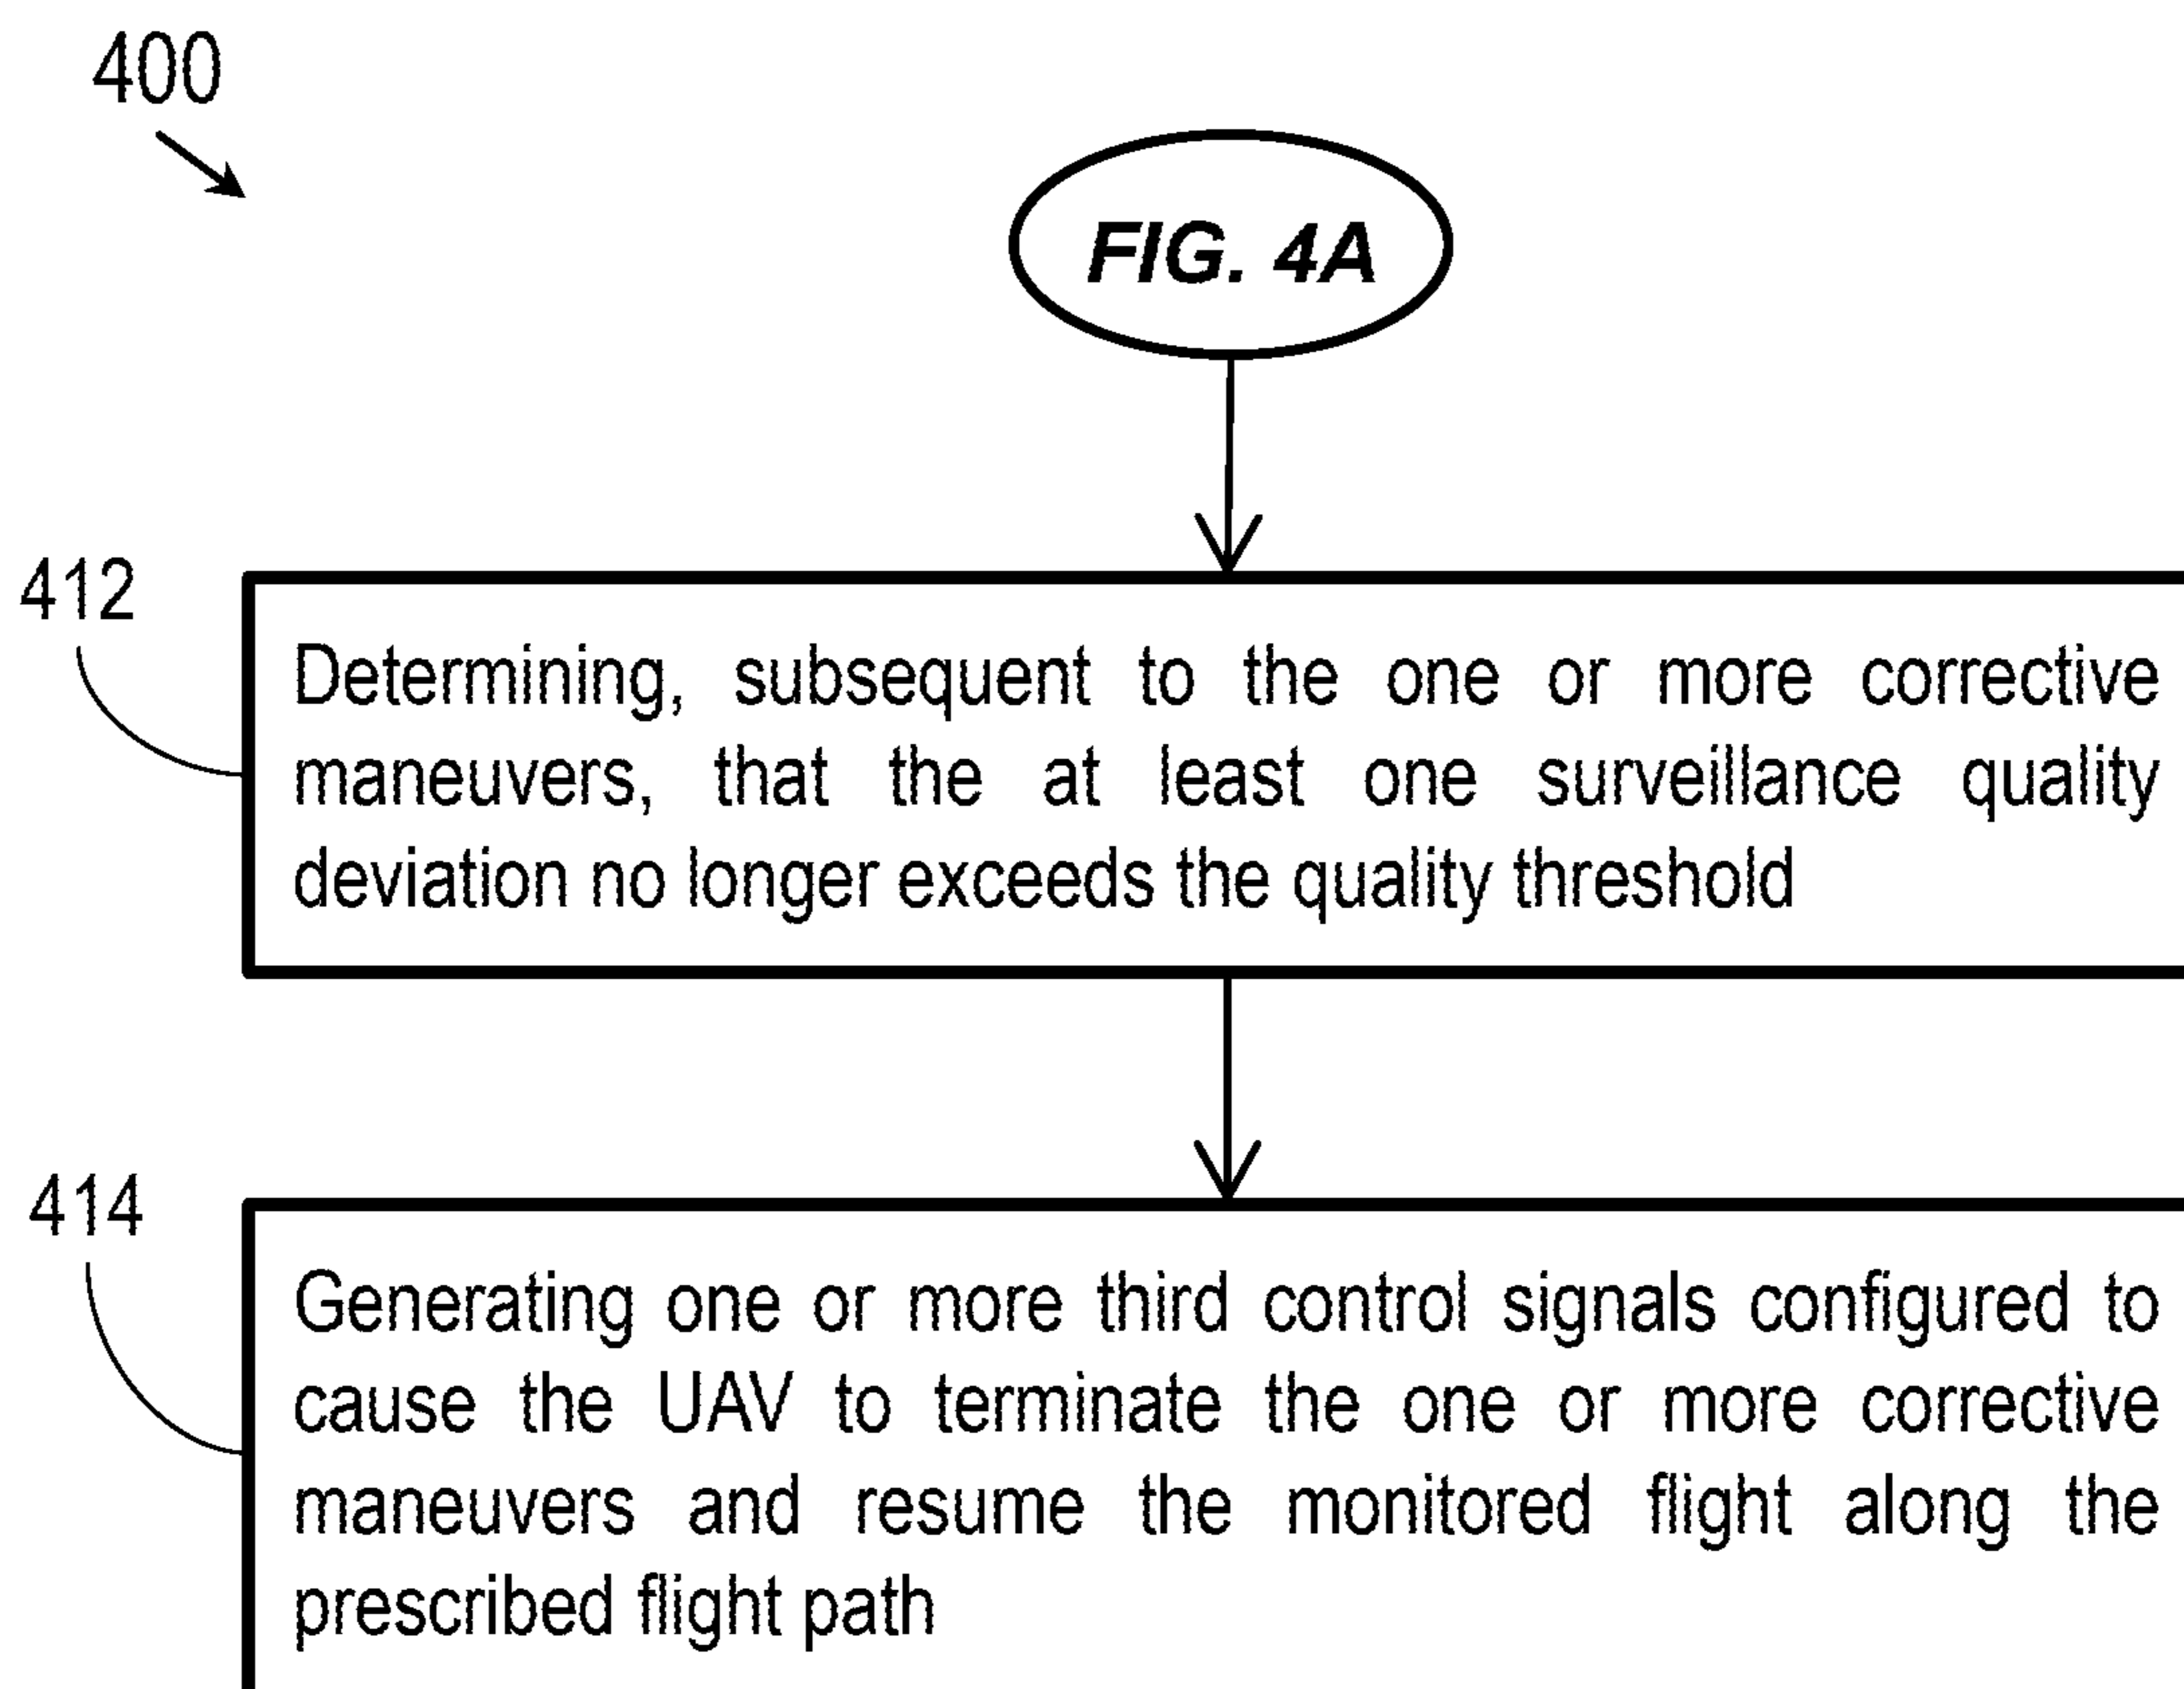 400
FIG. 4A
412
Determining, subsequent to the one or more corrective
maneuvers, that the at least one surveillance quality
deviation no longer exceeds the quality threshold
414
Generating one or more third control signals configured to
cause the UAV to terminate the one or more corrective
maneuvers and resume the monitored flight along the
prescribed flight path